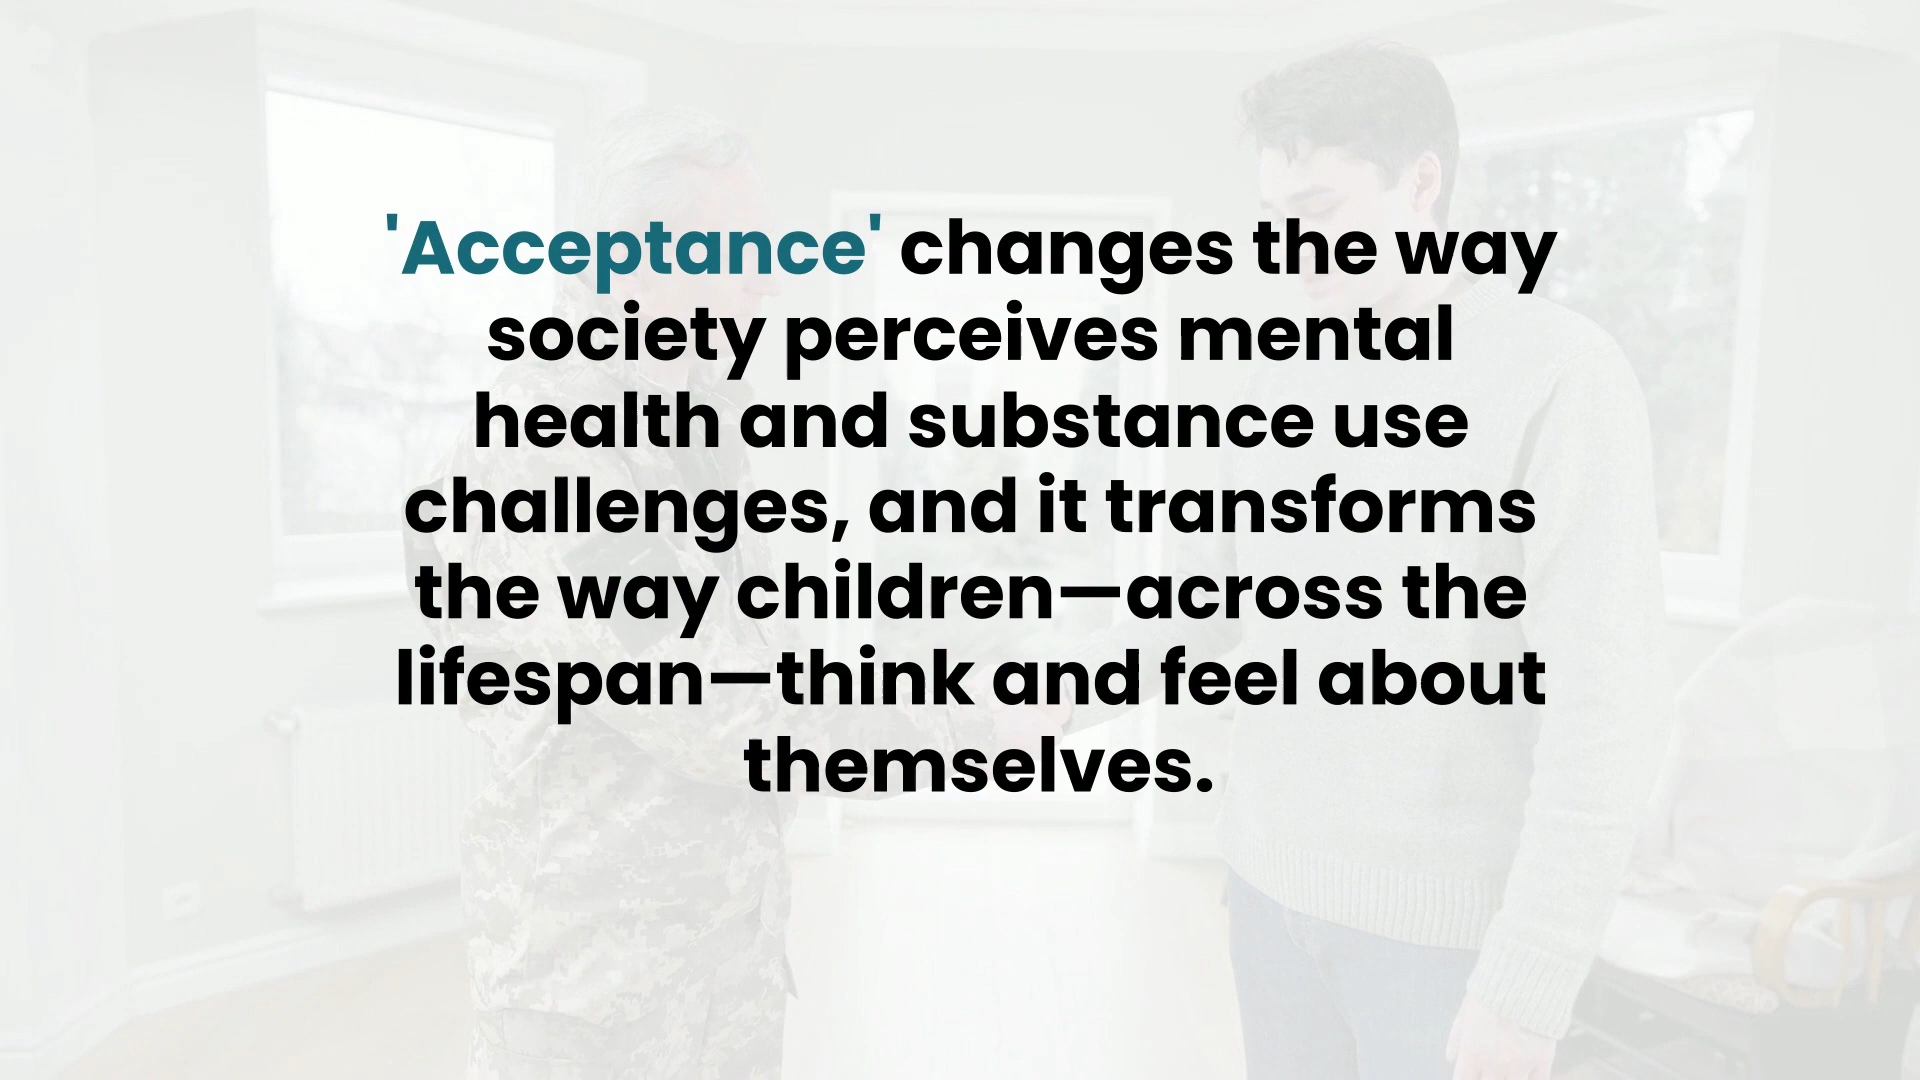 'Acceptance' changes the way
society perceives mental
health and substance use
challenges, and it transforms
the way children—across the
lifespan—think and feel about
themselves.